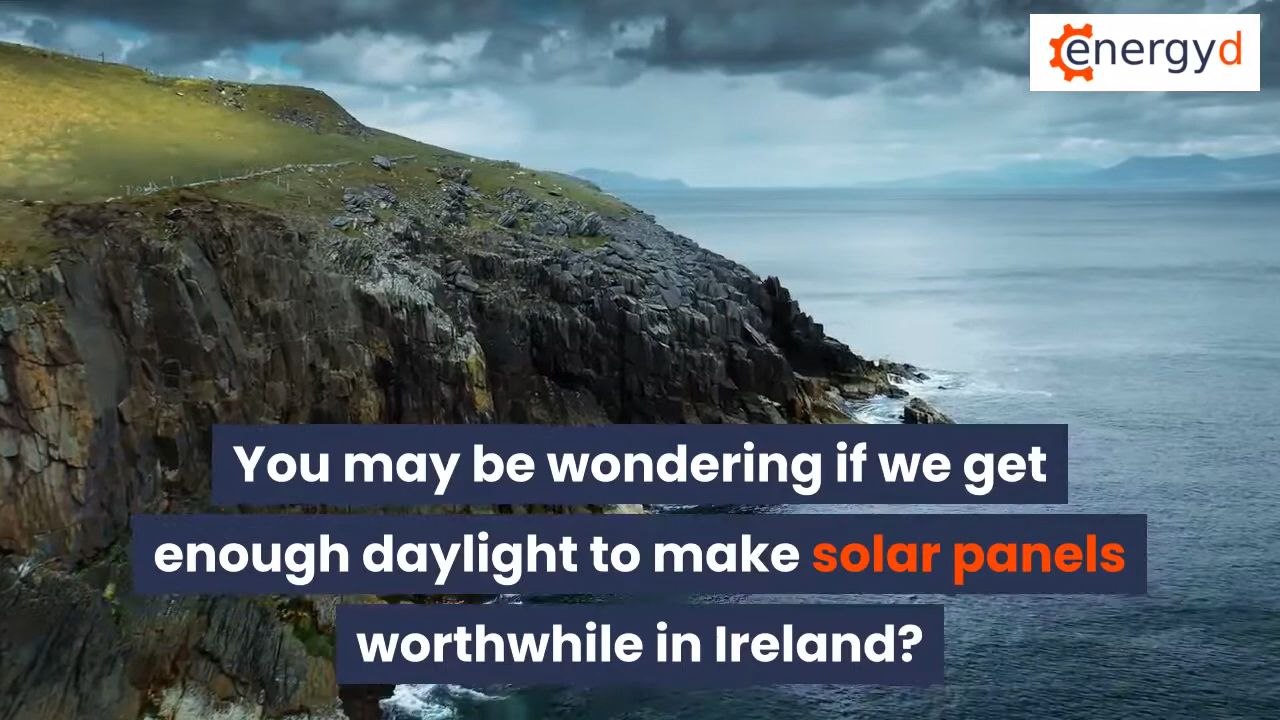 energyd
You may be wondering if we get
enough daylight to make solar panels
worthwhile in Ireland?